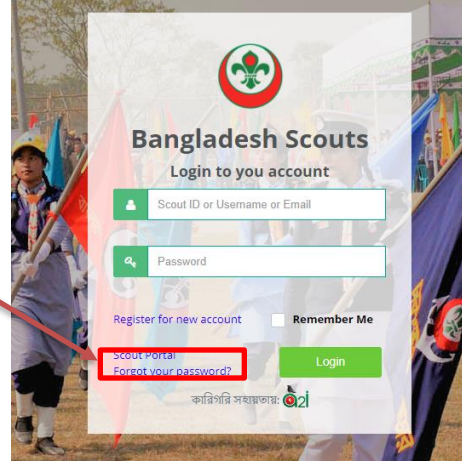 Bangladesh Scouts
Login to you account
Scout ID or Username or Email
Password
Register for new account Remember Me
Scout Portal
Forgot your password? Login
কারিগরি সহায়তায়: a2i